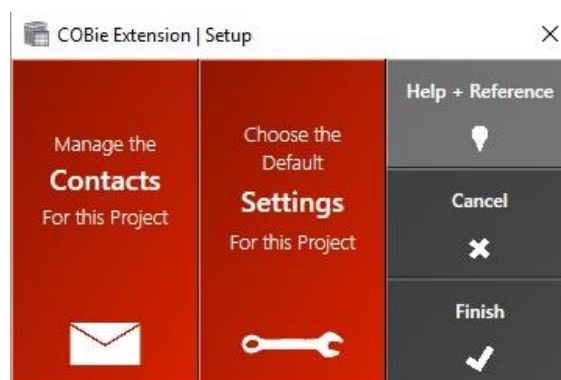 COBie Extension | Setup
Manage the
Contacts
For this Project
Choose the
Default
Settings
For this Project
Help + Reference
Cancel
Finish